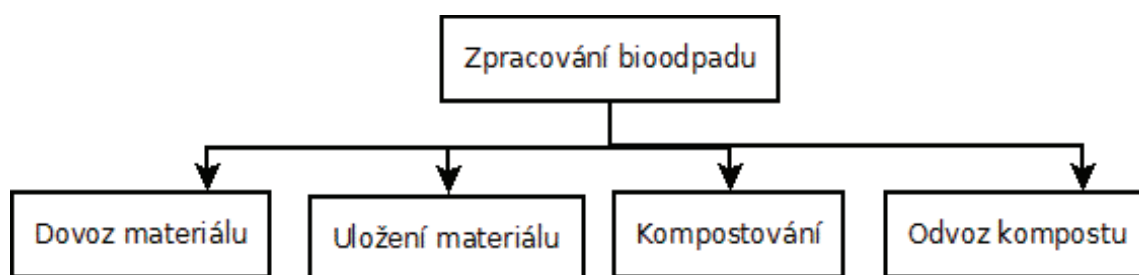 Zpracování bioodpadu
Dovoz materiálu
Uložení materiálu
Kompostování
Odvoz kompostu